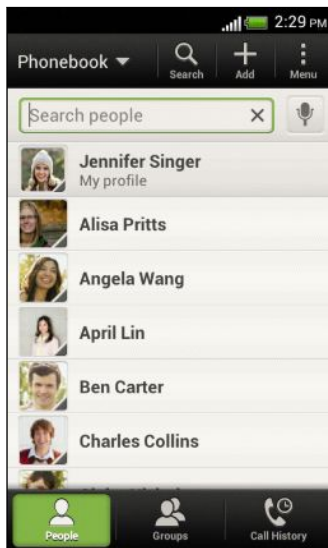 2:29 PM
Phonebook
Search
Add
Menu
Search people
Jennifer Singer
My profile
Alisa Pritts
Angela Wang
April Lin
Ben Carter
Charles Collins
People
Groups
Call History